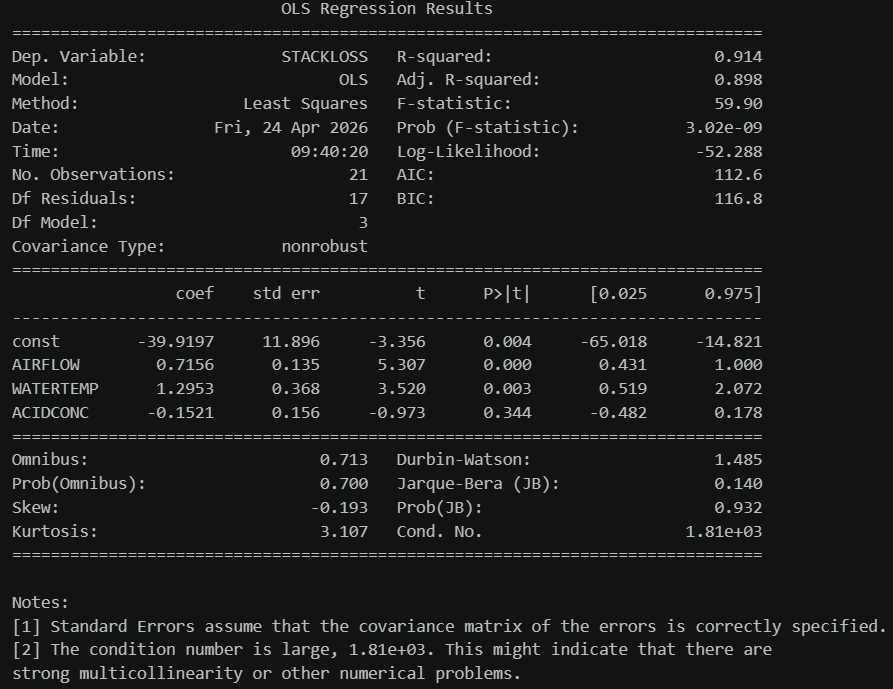 OLS Regression Results
==============================================================================
Dep. Variable:              STACKLOSS   R-squared:                       0.914
Model:                            OLS   Adj. R-squared:                  0.898
Method:                 Least Squares   F-statistic:                     59.90
Date:                Fri, 24 Apr 2026   Prob (F-statistic):           3.02e-09
Time:                        09:40:20   Log-Likelihood:                -52.288
No. Observations:                  21   AIC:                             112.6
Df Residuals:                      17   BIC:                             116.8
Df Model:                           3
Covariance Type:            nonrobust
==============================================================================
                 coef    std err          t      P>|t|      [0.025      0.975]
------------------------------------------------------------------------------
const        -39.9197     11.896     -3.356      0.004     -65.018     -14.821
AIRFLOW        0.7156      0.135      5.307      0.000       0.431       1.000
WATERTEMP      1.2953      0.368      3.520      0.003       0.519       2.072
ACIDCONC      -0.1521      0.156     -0.973      0.344      -0.482       0.178
==============================================================================
Omnibus:                        0.713   Durbin-Watson:                   1.485
Prob(Omnibus):                  0.700   Jarque-Bera (JB):                0.140
Skew:                          -0.193   Prob(JB):                        0.932
Kurtosis:                       3.107   Cond. No.                     1.81e+03
==============================================================================

Notes:
[1] Standard Errors assume that the covariance matrix of the errors is correctly specified.
[2] The condition number is large, 1.81e+03. This might indicate that there are
strong multicollinearity or other numerical problems.